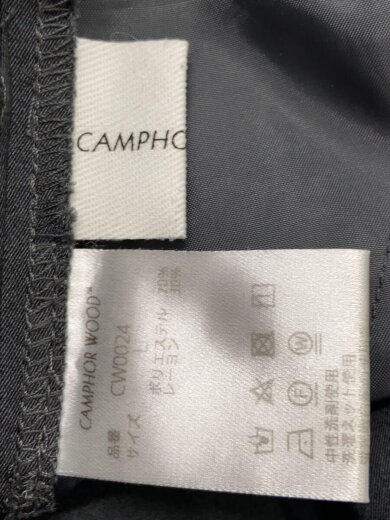 CAMPHO
CAMPHOR WOOD™
品番 CW0024
サイズ L
ポリエステル 70%
レーヨン 30%
中性洗剤使用
洗濯ネット使用